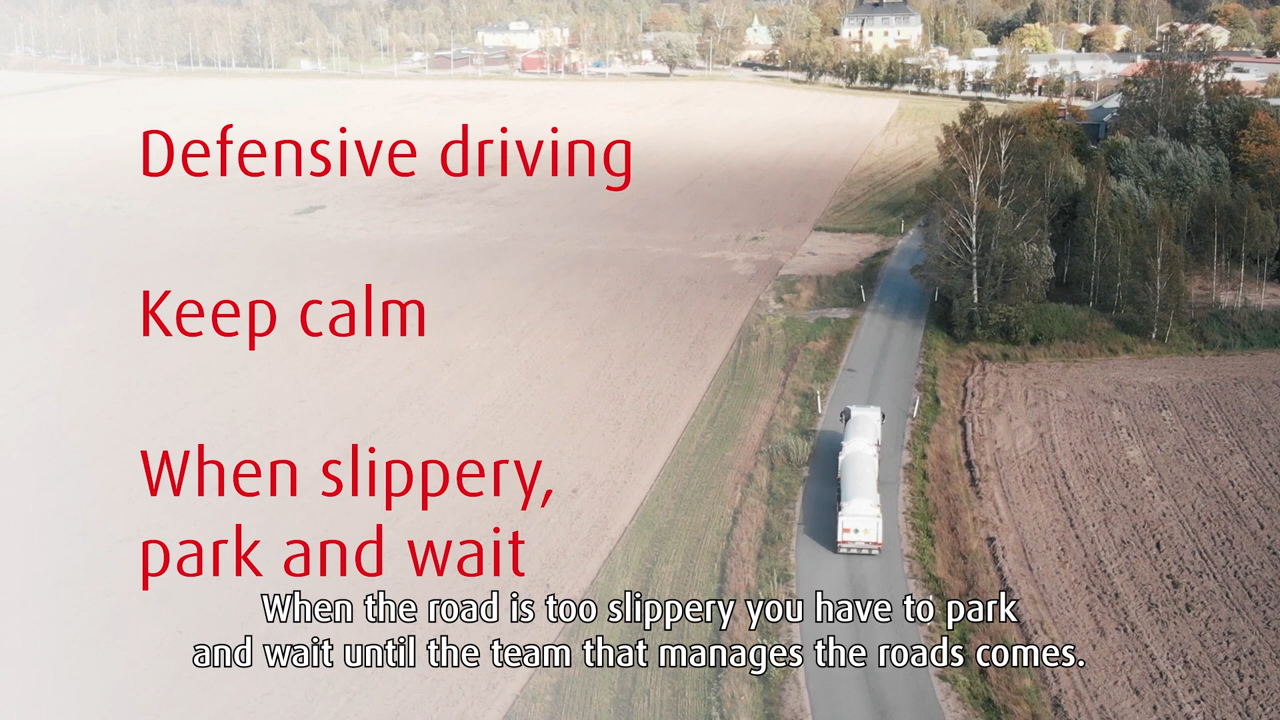 Defensive driving
Keep calm
When slippery,
park and wait
When the road is too slippery you have to park
and wait until the team that manages the roads comes.